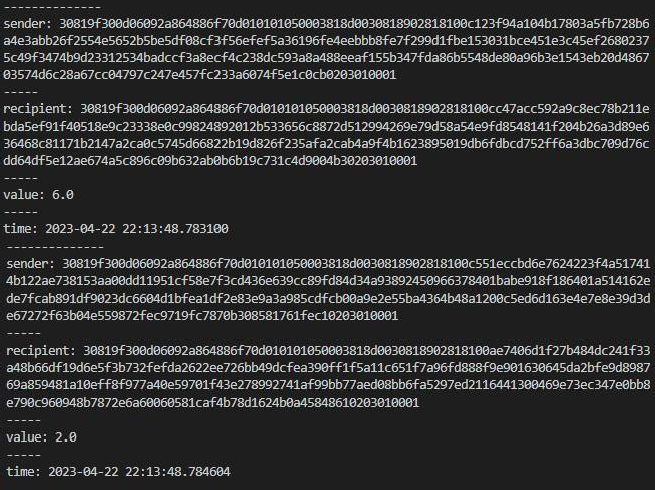 --------------
sender: 30819f300d06092a864886f70d010101050003818d0030818902818100c123f94a104b17803a5fb728b6
a4e3abb26f2554e5652b5be5df08cf3f56efef5a36196fe4eebbb8fe7f299d1fbe153031bce451e3c45ef2680237
5c49f3474b9d23312534badccf3a8ecf4c238dc593a8a488eeaf155b347fda86b5548de80a96b3e1543eb20d4867
03574d6c28a67cc04797c247e457fc233a6074f5e1c0cb0203010001
-----
recipient: 30819f300d06092a864886f70d010101050003818d0030818902818100cc47acc592a9c8ec78b211e
bda5ef91f40518e9c23338e0c99824892012b533656c8872d512994269e79d58a54e9fd8548141f204b26a3d89e6
36468c81171b2147a2ca0c5745d66822b19d826f235afa2cab4a9f4b1623895019db6fdbcd752ff6a3dbc709d76c
dd64df5e12ae674a5c896c09b632ab0b6b19c731c4d9004b30203010001
-----
value: 6.0
-----
time: 2023-04-22 22:13:48.783100
--------------
sender: 30819f300d06092a864886f70d010101050003818d0030818902818100c551eccbd6e7624223f4a51741
4b122ae738153aa00dd11951cf58e7f3cd436e639cc89fd84d34a93892450966378401babe918f186401a514162e
de7fcab891df9023dc6604d1bfea1df2e83e9a3a985cdfcb00a9e2e55ba4364b48a1200c5ed6d163e4e7e8e39d3d
e67272f63b04e559872fec9719fc7870b308581761fec10203010001
-----
recipient: 30819f300d06092a864886f70d010101050003818d0030818902818100ae7406d1f27b484dc241f33
a48b66df19d6e5f3b732fefda2622ee726bb49dcfea390ff1f5a11c651f7a96fd888f9e901630645da2bfe9d8987
69a859481a10eff8f977a40e59701f43e278992741af99bb77aed08bb6fa5297ed2116441300469e73ec347e0bb8
e790c960948b7872e6a60060581caf4b78d1624b0a45848610203010001
-----
value: 2.0
-----
time: 2023-04-22 22:13:48.784604